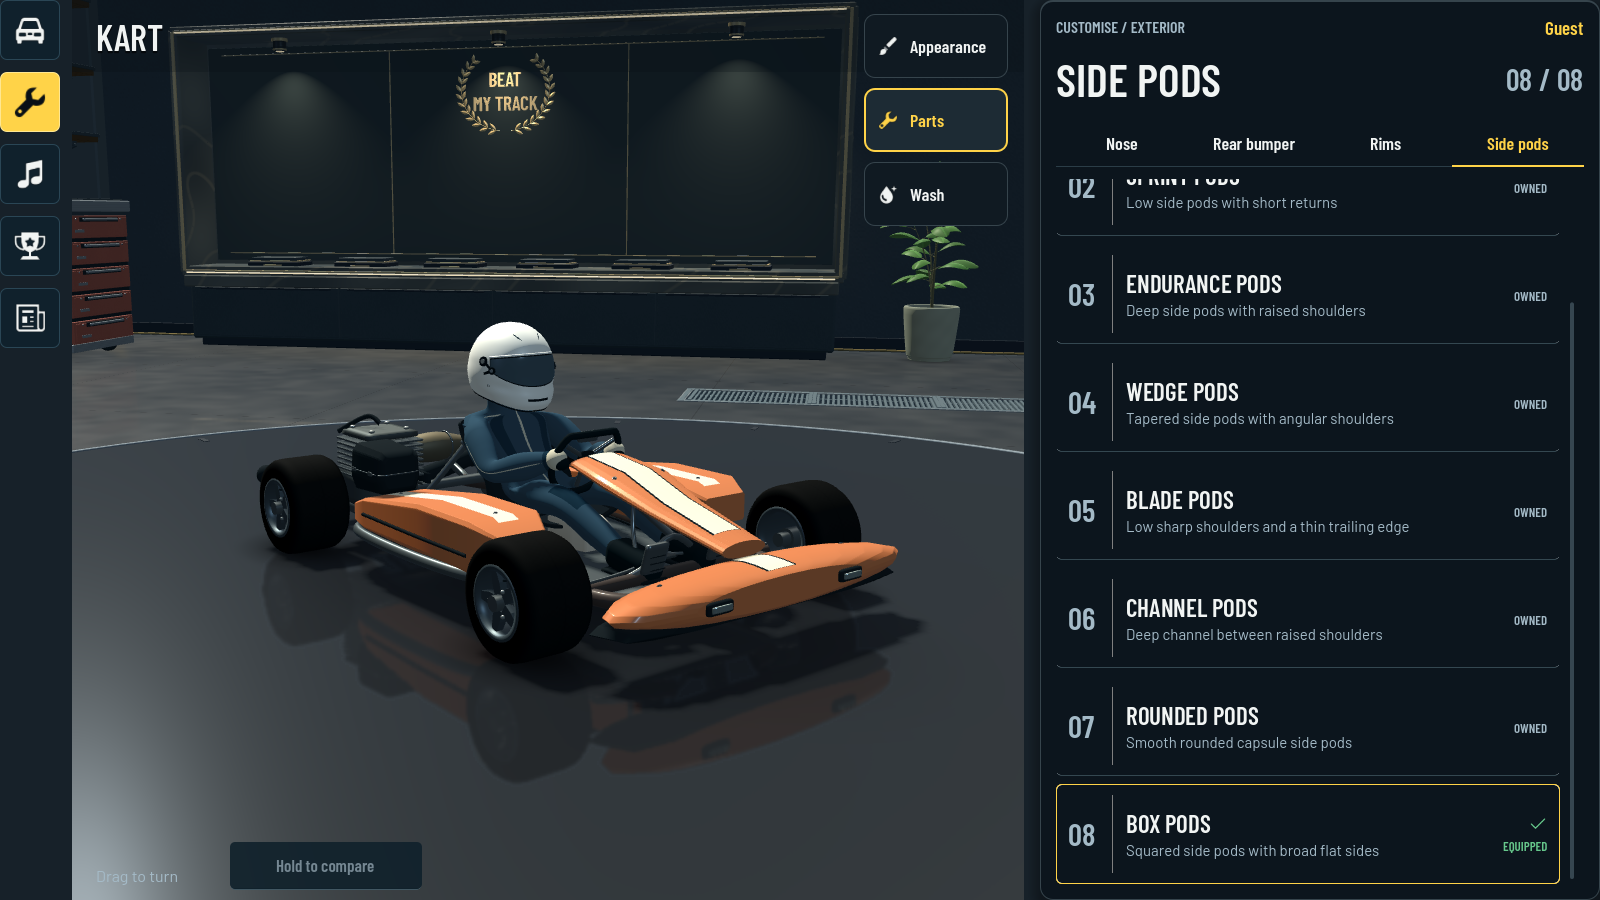 KART
BEAT
MY TRACK
Appearance
Parts
Wash
Drag to turn
Hold to compare
CUSTOMISE / EXTERIOR
Guest
SIDE PODS
08 / 08
Nose
Rear bumper
Rims
Side pods
02
SPRINT PODS
Low side pods with short returns
OWNED
03
ENDURANCE PODS
Deep side pods with raised shoulders
OWNED
04
WEDGE PODS
Tapered side pods with angular shoulders
OWNED
05
BLADE PODS
Low sharp shoulders and a thin trailing edge
OWNED
06
CHANNEL PODS
Deep channel between raised shoulders
OWNED
07
ROUNDED PODS
Smooth rounded capsule side pods
OWNED
08
BOX PODS
Squared side pods with broad flat sides
EQUIPPED